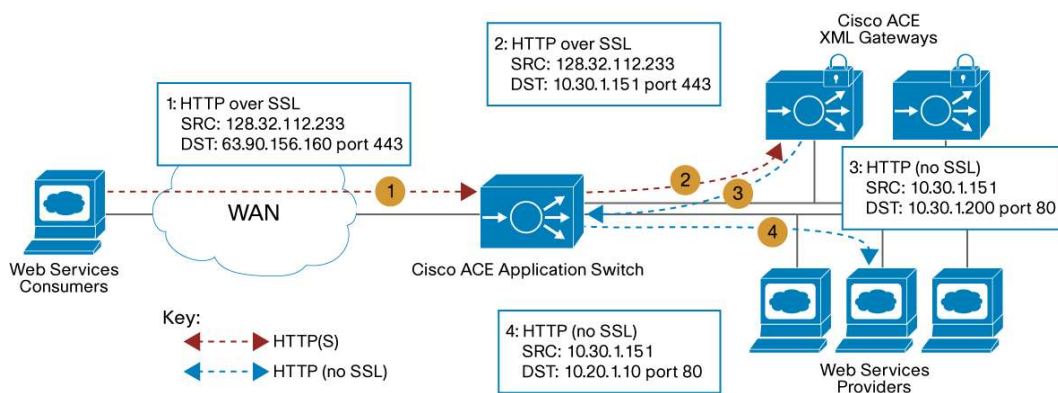 Cisco ACE
XML Gateways
2: HTTP over SSL
SRC: 128.32.112.233
DST: 10.30.1.151 port 443
1: HTTP over SSL
SRC: 128.32.112.233
DST: 63.90.156.160 port 443
3: HTTP (no SSL)
SRC: 10.30.1.151
DST: 10.30.1.200 port 80
1
2
3
4
WAN
Web Services
Consumers
Cisco ACE Application Switch
Key:
HTTP(S)
HTTP (no SSL)
4: HTTP (no SSL)
SRC: 10.30.1.151
DST: 10.20.1.10 port 80
Web Services
Providers